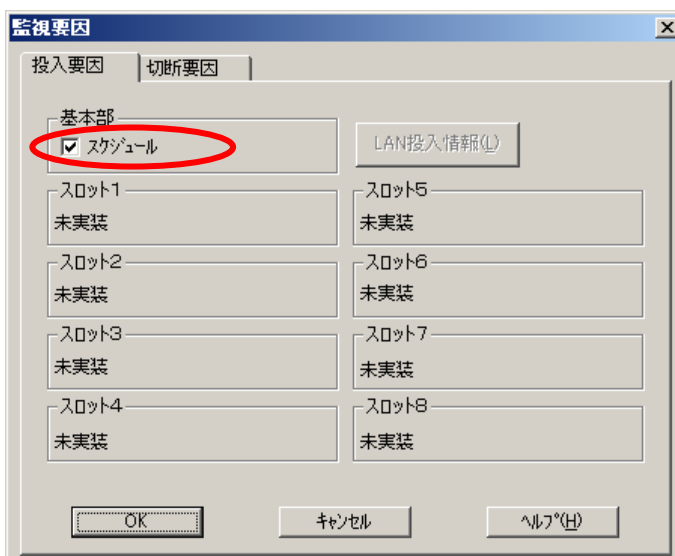 監視要因
投入要因 切断要因
基本部
スケジュール
LAN投入情報(L)
スロット1
未実装
スロット5
未実装
スロット2
未実装
スロット6
未実装
スロット3
未実装
スロット7
未実装
スロット4
未実装
スロット8
未実装
OK キャンセル ヘルプ(H)